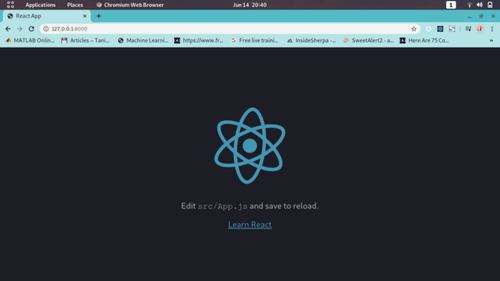 Applications Places Chromium Web Browser Jun 14 20:40 1
React App
127.0.0.1:8000
MATLAB Online... Articles – Tani... Machine Learni... https://www.fr... Free live traini... InsideSherpa - ... SweetAlert2 - a... Here Are 75 Co... »
Edit src/App.js and save to reload.
Learn React